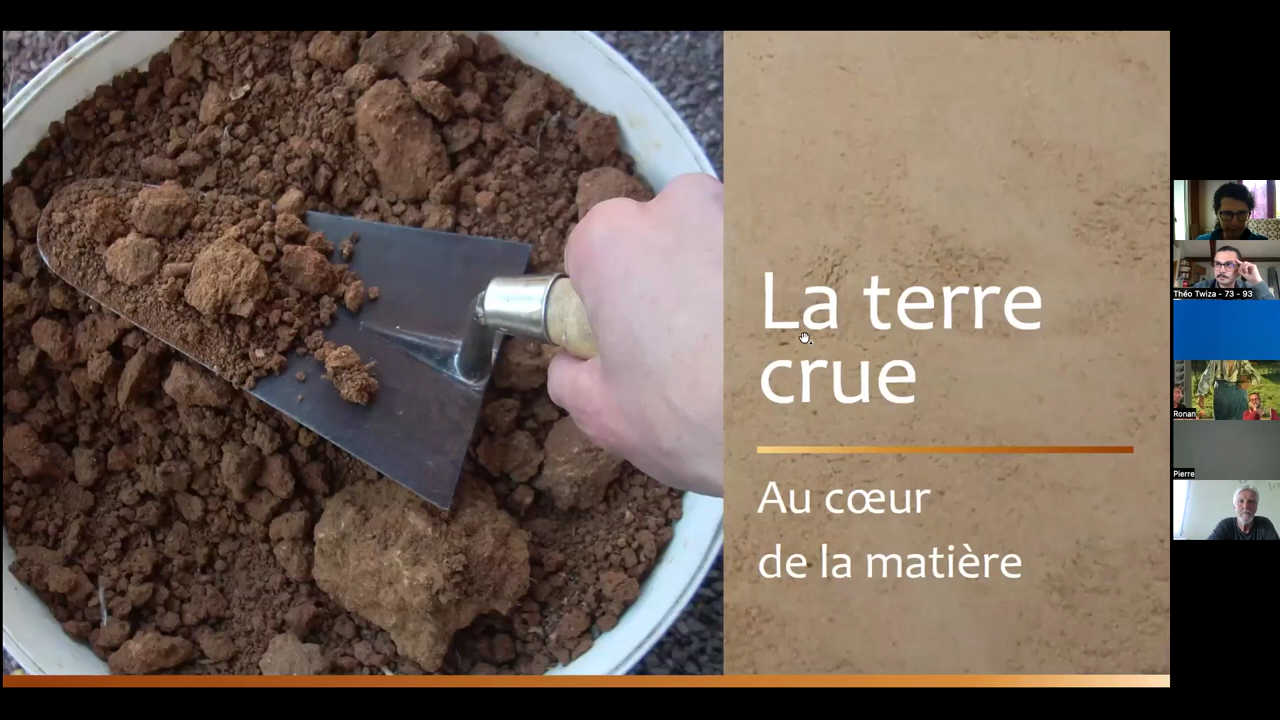 La terre
crue
Au cœur
de la matière
Théo Twiza - 73 - 93
Ronan
Pierre